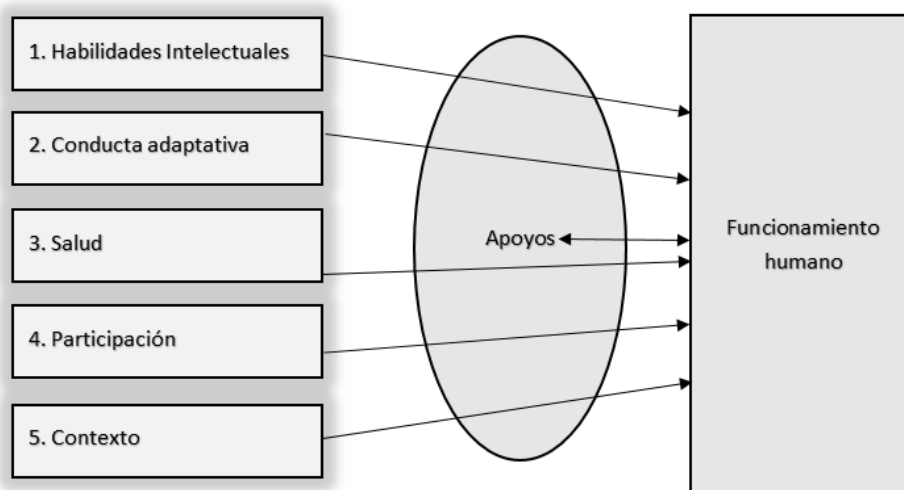 1. Habilidades Intelectuales
2. Conducta adaptativa
3. Salud
4. Participación
5. Contexto
Apoyos
Funcionamiento
humano